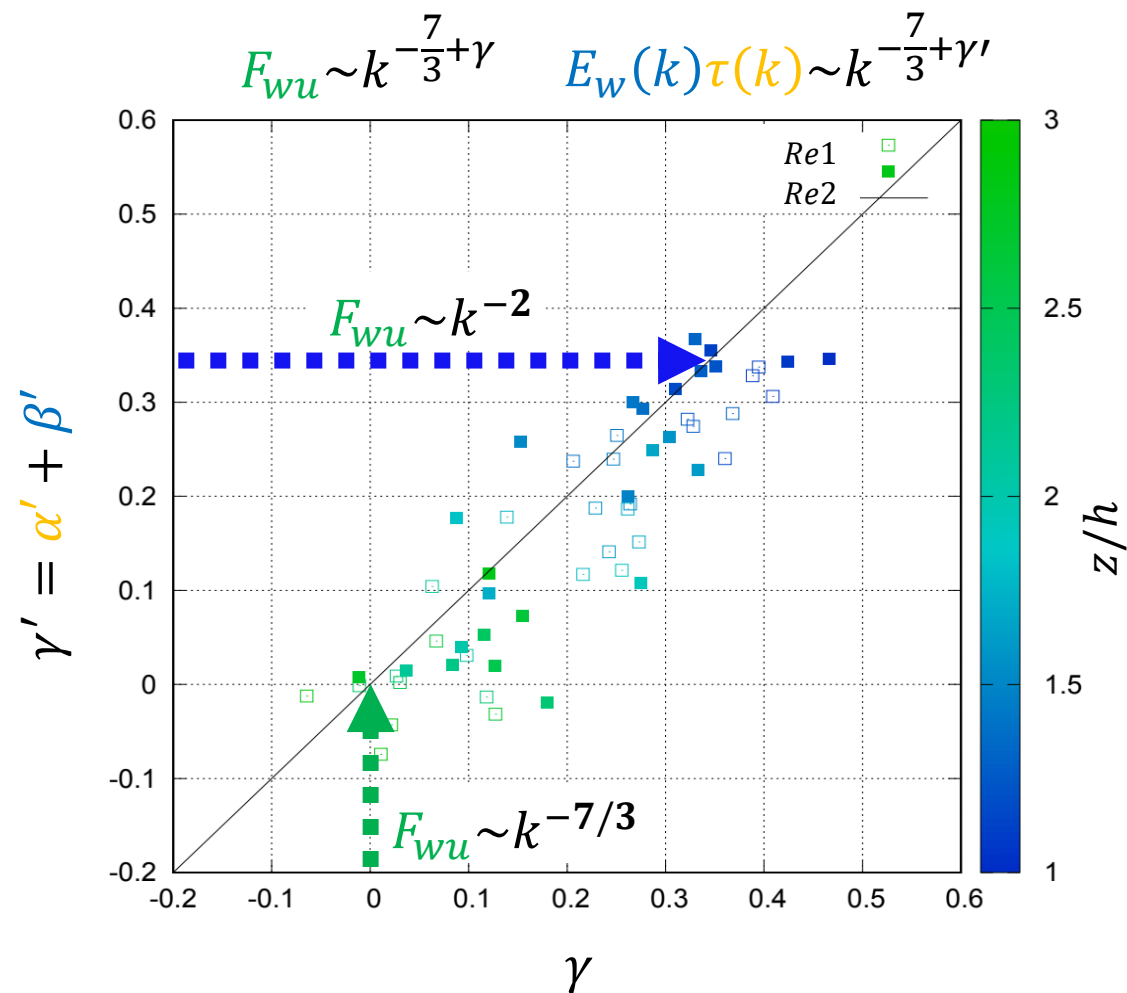 F_wu ~ k^(-7/3+γ)
E_w(k)τ(k) ~ k^(-7/3+γ′)
0.6
0.5
0.4
0.3
0.2
0.1
0
-0.1
-0.2
γ′ = α′ + β′
Re1
Re2
F_wu ~ k^−2
F_wu ~ k^−7/3
-0.2 -0.1 0 0.1 0.2 0.3 0.4 0.5 0.6
γ
3
2.5
2
1.5
1
z/h